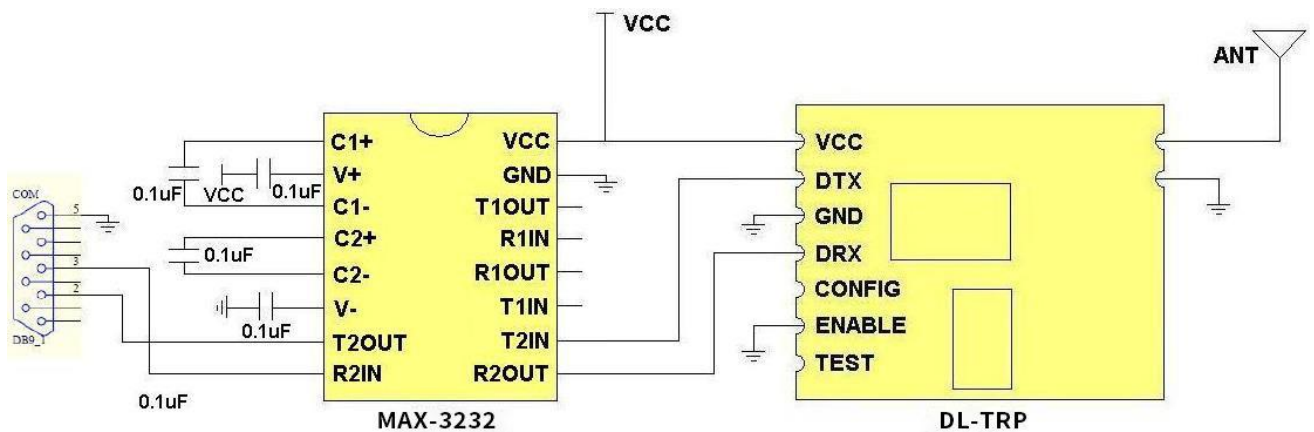 VCC
ANT
C1+
V+
C1-
C2+
C2-
V-
T2OUT
R2IN
VCC
GND
T1OUT
R1IN
R1OUT
T1IN
T2IN
R2OUT
VCC
DTX
GND
DRX
CONFIG
ENABLE
TEST
0.1uF
VCC
0.1uF
0.1uF
0.1uF
0.1uF
COM
5
3
2
DB9_1
MAX-3232
DL-TRP